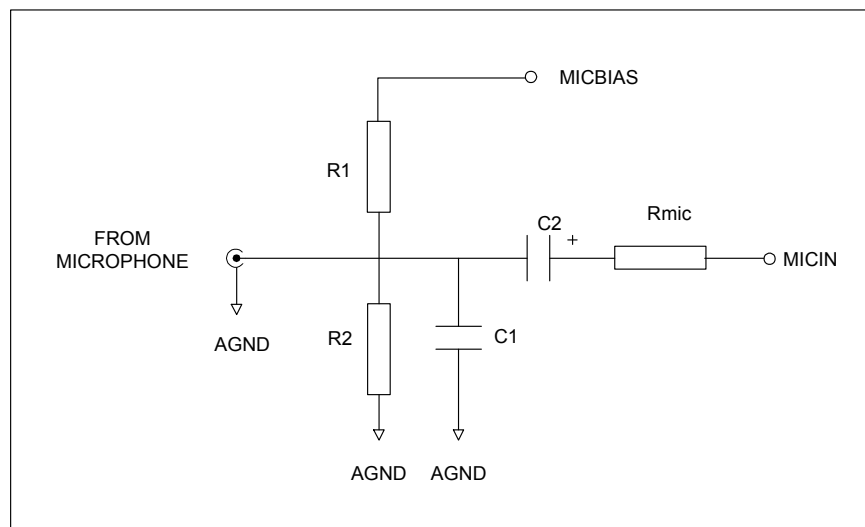 MICBIAS
R1
C2
+
Rmic
FROM
MICROPHONE
MICIN
AGND
R2
C1
AGND
AGND